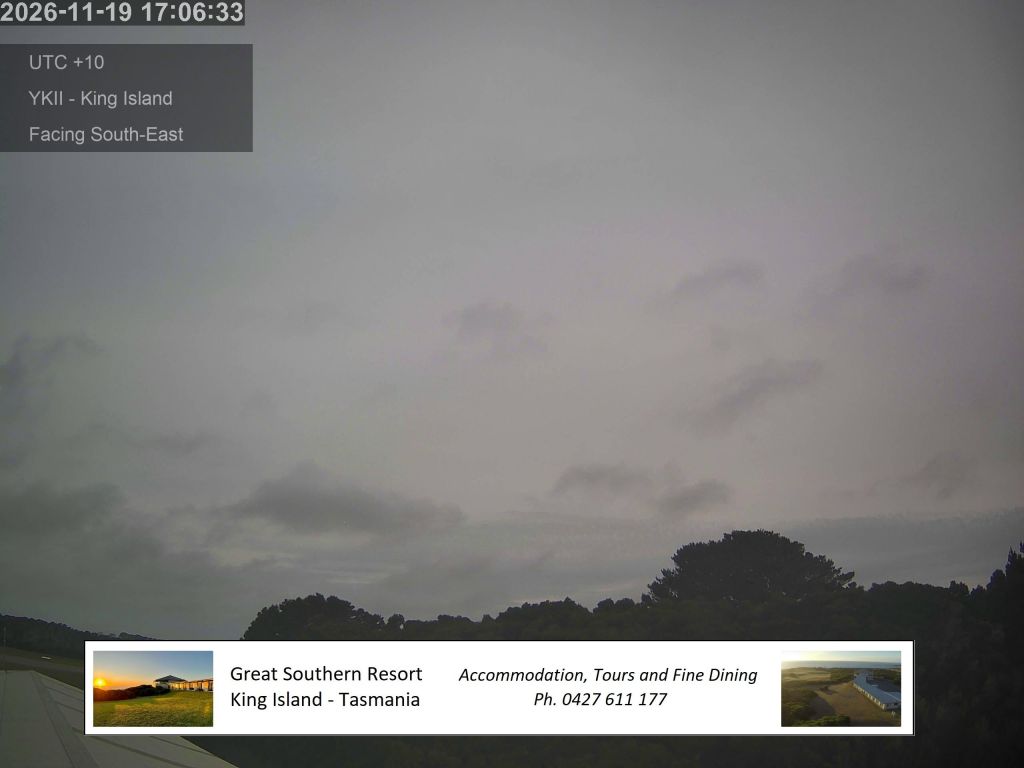 2026-11-19 17:06:33
UTC +10
YKII - King Island
Facing South-East
Great Southern Resort
King Island - Tasmania
Accommodation, Tours and Fine Dining
Ph. 0427 611 177